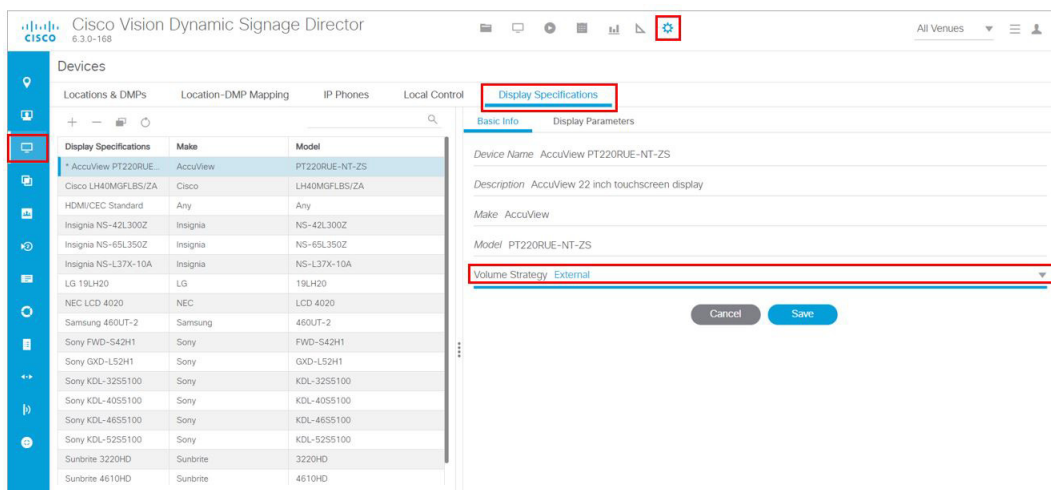 CISCO
Cisco Vision Dynamic Signage Director
6.3.0-168
All Venues
Devices
Locations & DMPs Location-DMP Mapping IP Phones Local Control Display Specifications
Basic Info Display Parameters
Display Specifications Make Model
* AccuView PT220RUE... AccuView PT220RUE-NT-ZS
Cisco LH40MGFLBS/ZA Cisco LH40MGFLBS/ZA
HDMI/CEC Standard Any Any
Insignia NS-42L300Z Insignia NS-42L300Z
Insignia NS-65L350Z Insignia NS-65L350Z
Insignia NS-L37X-10A Insignia NS-L37X-10A
LG 19LH20 LG 19LH20
NEC LCD 4020 NEC LCD 4020
Samsung 460UT-2 Samsung 460UT-2
Sony FWD-S42H1 Sony FWD-S42H1
Sony GXD-L52H1 Sony GXD-L52H1
Sony KDL-32S5100 Sony KDL-32S5100
Sony KDL-40S5100 Sony KDL-40S5100
Sony KDL-46S5100 Sony KDL-46S5100
Sony KDL-52S5100 Sony KDL-52S5100
Sunbrite 3220HD Sunbrite 3220HD
Sunbrite 4610HD Sunbrite 4610HD
Device Name AccuView PT220RUE-NT-ZS
Description AccuView 22 inch touchscreen display
Make AccuView
Model PT220RUE-NT-ZS
Volume Strategy External
Cancel Save